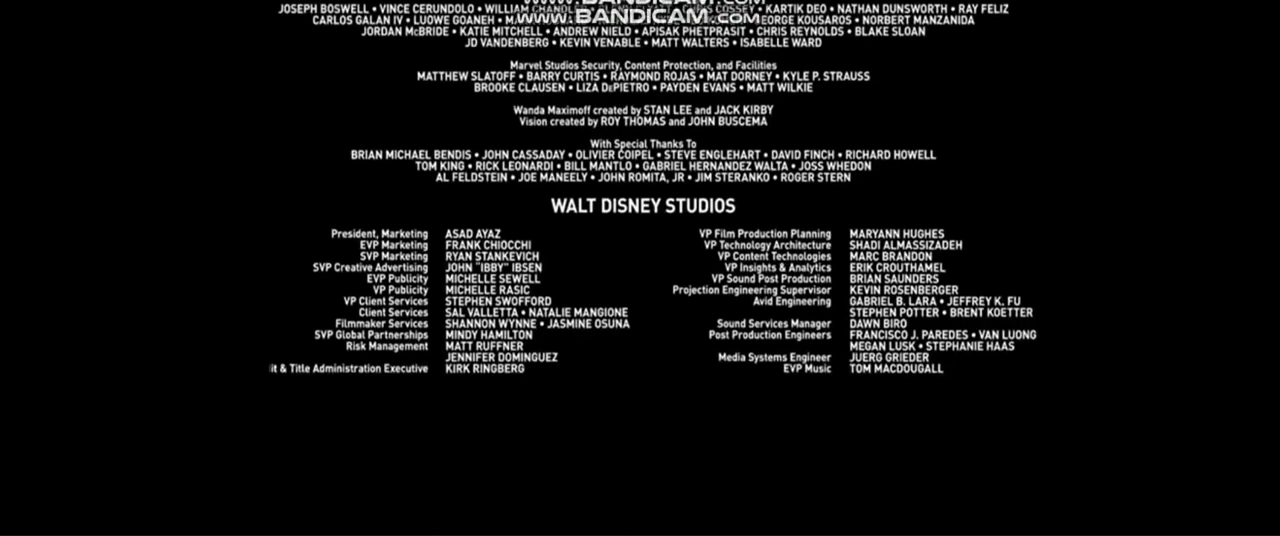 WWW.BANDICAM.COM
WWW.BANDICAM.COM
JOSEPH BOSWELL • VINCE CERUNDOLO • WILLIAM COSSEY • KARTIK DEO • NATHAN DUNSWORTH • RAY FELIZ
CARLOS GALAN IV • LUOWE GOANEH • GEORGE KOUSAROS • NORBERT MANZANIDA
JORDAN McBRIDE • KATIE MITCHELL • ANDREW NIELD • APISAK PHETPRASIT • CHRIS REYNOLDS • BLAKE SLOAN
JD VANDENBERG • KEVIN VENABLE • MATT WALTERS • ISABELLE WARD
Marvel Studios Security, Content Protection, and Facilities
MATTHEW SLATOFF • BARRY CURTIS • RAYMOND ROJAS • MAT DORNEY • KYLE P. STRAUSS
BROOKE CLAUSEN • LIZA DePIETRO • PAYDEN EVANS • MATT WILKIE
Wanda Maximoff created by STAN LEE and JACK KIRBY
Vision created by ROY THOMAS and JOHN BUSCEMA
With Special Thanks To
BRIAN MICHAEL BENDIS • JOHN CASSADAY • OLIVIER COIPEL • STEVE ENGLEHART • DAVID FINCH • RICHARD HOWELL
TOM KING • RICK LEONARDI • BILL MANTLO • GABRIEL HERNANDEZ WALTA • JOSS WHEDON
AL FELDSTEIN • JOE MANEELY • JOHN ROMITA, JR • JIM STERANKO • ROGER STERN
WALT DISNEY STUDIOS
President, Marketing ASAD AYAZ
EVP Marketing FRANK CHIOCCHI
SVP Marketing RYAN STANKEVICH
SVP Creative Advertising JOHN "IBBY" IBSEN
EVP Publicity MICHELLE SEWELL
VP Publicity MICHELLE RASIC
VP Client Services STEPHEN SWOFFORD
Client Services SAL VALLETTA • NATALIE MANGIONE
Filmmaker Services SHANNON WYNNE • JASMINE OSUNA
SVP Global Partnerships MINDY HAMILTON
Risk Management MATT RUFFNER
JENNIFER DOMINGUEZ
it & Title Administration Executive KIRK RINGBERG
VP Film Production Planning MARYANN HUGHES
VP Technology Architecture SHADI ALMASSIZADEH
VP Content Technologies MARC BRANDON
VP Insights & Analytics ERIK CROUTHAMEL
VP Sound Post Production BRIAN SAUNDERS
Projection Engineering Supervisor KEVIN ROSENBERGER
Avid Engineering GABRIEL B. LARA • JEFFREY K. FU
STEPHEN POTTER • BRENT KOETTER
Sound Services Manager DAWN BIRO
Post Production Engineers FRANCISCO J. PAREDES • VAN LUONG
MEGAN LUSK • STEPHANIE HAAS
Media Systems Engineer JUERG GRIEDER
EVP Music TOM MACDOUGALL